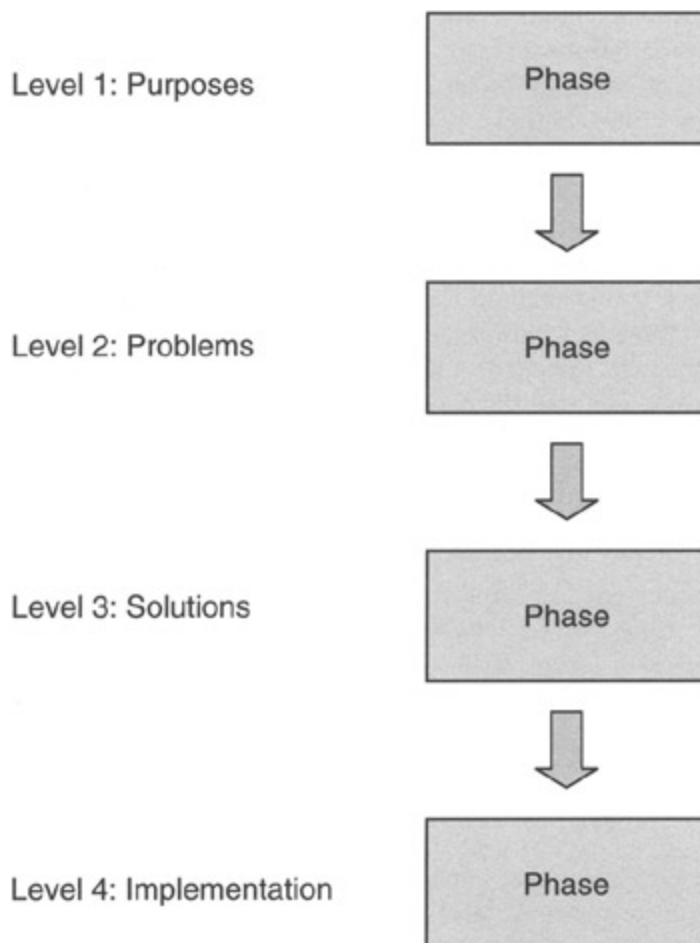 Level 1: Purposes
Phase
Level 2: Problems
Phase
Level 3: Solutions
Phase
Level 4: Implementation
Phase